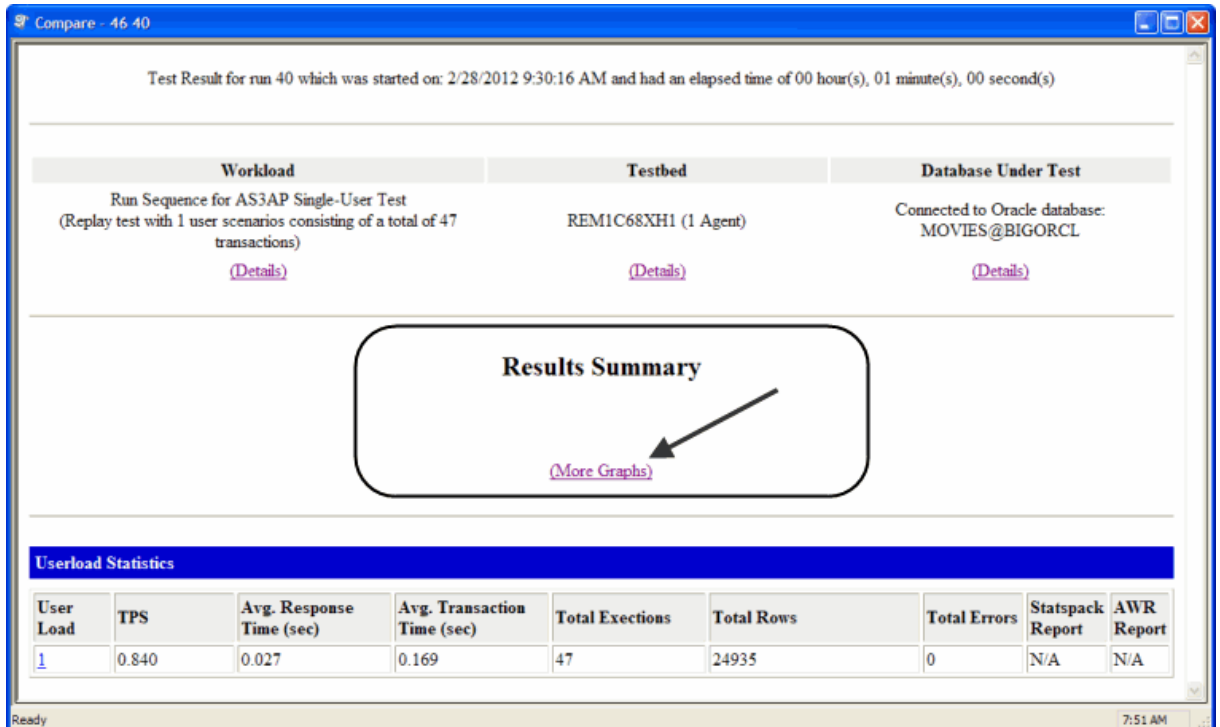 Compare - 46 40
Test Result for run 40 which was started on: 2/28/2012 9:30:16 AM and had an elapsed time of 00 hour(s), 01 minute(s), 00 second(s)
Workload
Testbed
Database Under Test
Run Sequence for AS3AP Single-User Test
(Replay test with 1 user scenarios consisting of a total of 47
transactions)
REM1C68XH1 (1 Agent)
Connected to Oracle database:
MOVIES@BIGORCL
(Details)
(Details)
(Details)
Results Summary
(More Graphs)
Userload Statistics
User
Load
TPS
Avg. Response
Time (sec)
Avg. Transaction
Time (sec)
Total Exections
Total Rows
Total Errors
Statspack
Report
AWR
Report
1
0.840
0.027
0.169
47
24935
0
N/A
N/A
Ready
7:51 AM